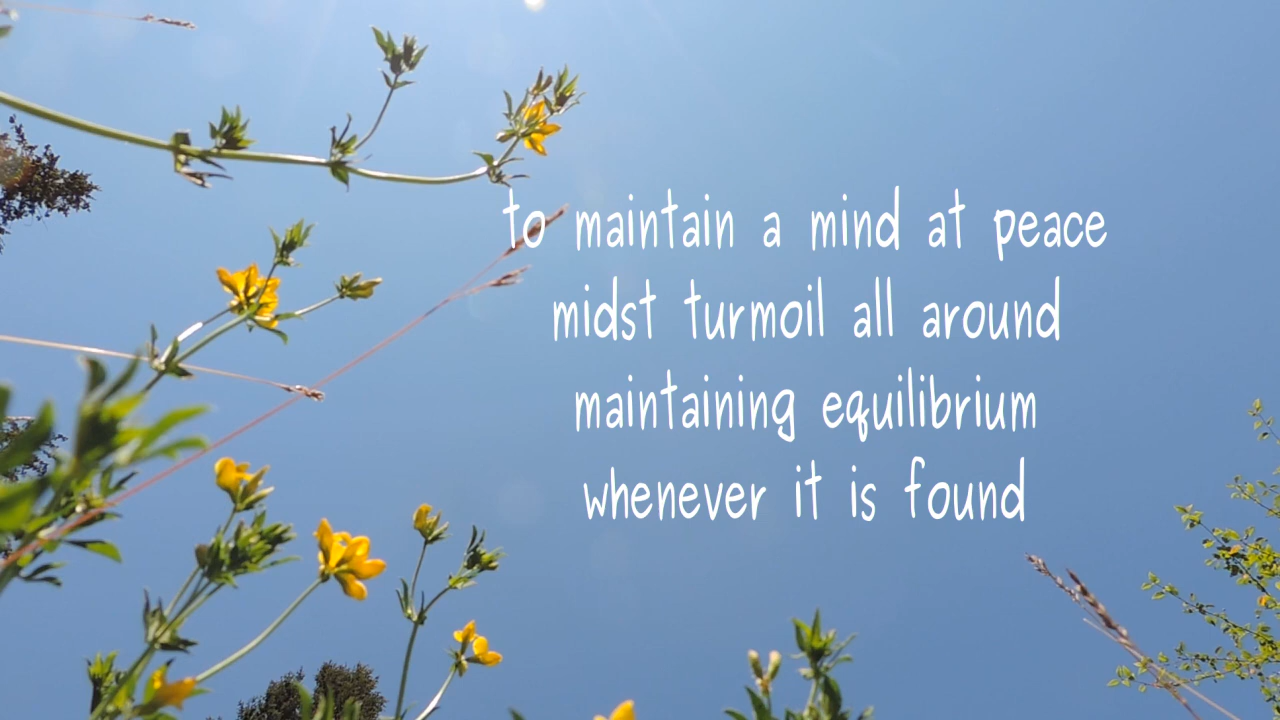 to maintain a mind at peace
midst turmoil all around
maintaining equilibrium
whenever it is found